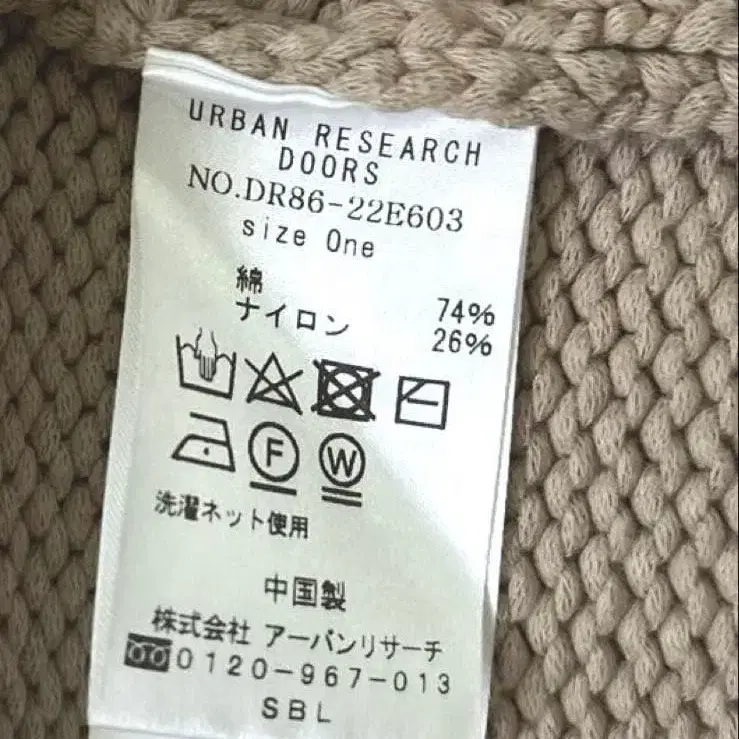 URBAN RESEARCH
DOORS
NO.DR86-22E603
size One
綿 74%
ナイロン 26%
F W
洗濯ネット使用
中国製
株式会社 アーバンリサーチ
0120-967-013
SBL